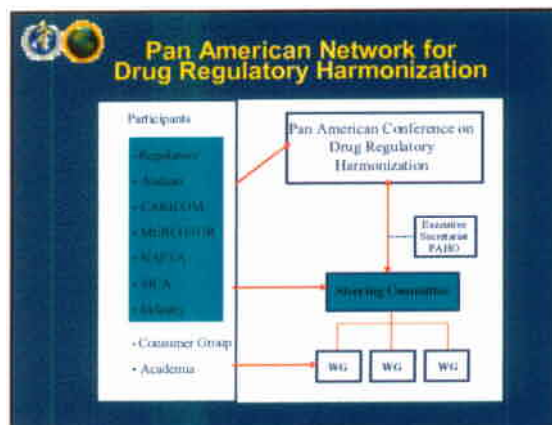 Pan American Network for
Drug Regulatory Harmonization
Participants
• Regulatory
• Andean
• CARICOM
• MERCOSUR
• NAFTA
• SICA
• Industry
• Consumer Group
• Academia
Pan American Conference on
Drug Regulatory
Harmonization
Executive
Secretariat
PAHO
Steering Committee
WG WG WG